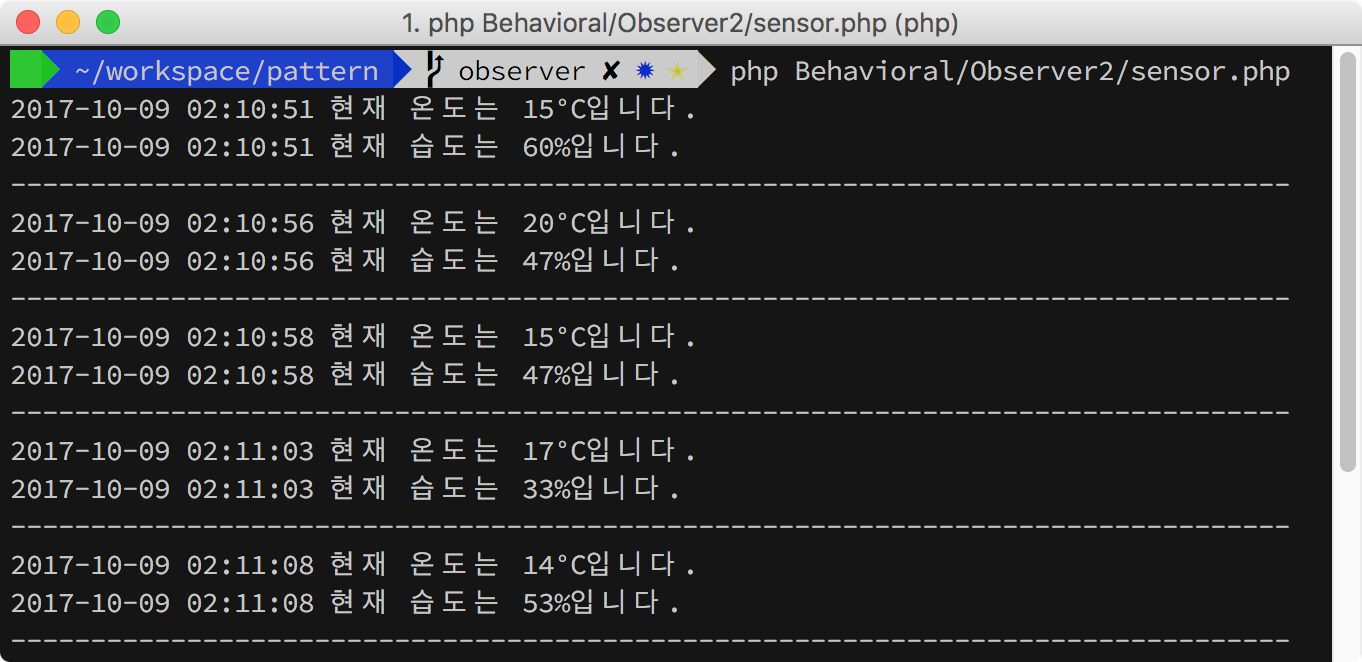 1. php Behavioral/Observer2/sensor.php (php)
~/workspace/pattern observer ✘ ✹ ✭ php Behavioral/Observer2/sensor.php
2017-10-09 02:10:51 현재 온도는 15°C입니다.
2017-10-09 02:10:51 현재 습도는 60%입니다.
--------------------------------------------------------------------------------
2017-10-09 02:10:56 현재 온도는 20°C입니다.
2017-10-09 02:10:56 현재 습도는 47%입니다.
--------------------------------------------------------------------------------
2017-10-09 02:10:58 현재 온도는 15°C입니다.
2017-10-09 02:10:58 현재 습도는 47%입니다.
--------------------------------------------------------------------------------
2017-10-09 02:11:03 현재 온도는 17°C입니다.
2017-10-09 02:11:03 현재 습도는 33%입니다.
--------------------------------------------------------------------------------
2017-10-09 02:11:08 현재 온도는 14°C입니다.
2017-10-09 02:11:08 현재 습도는 53%입니다.
--------------------------------------------------------------------------------